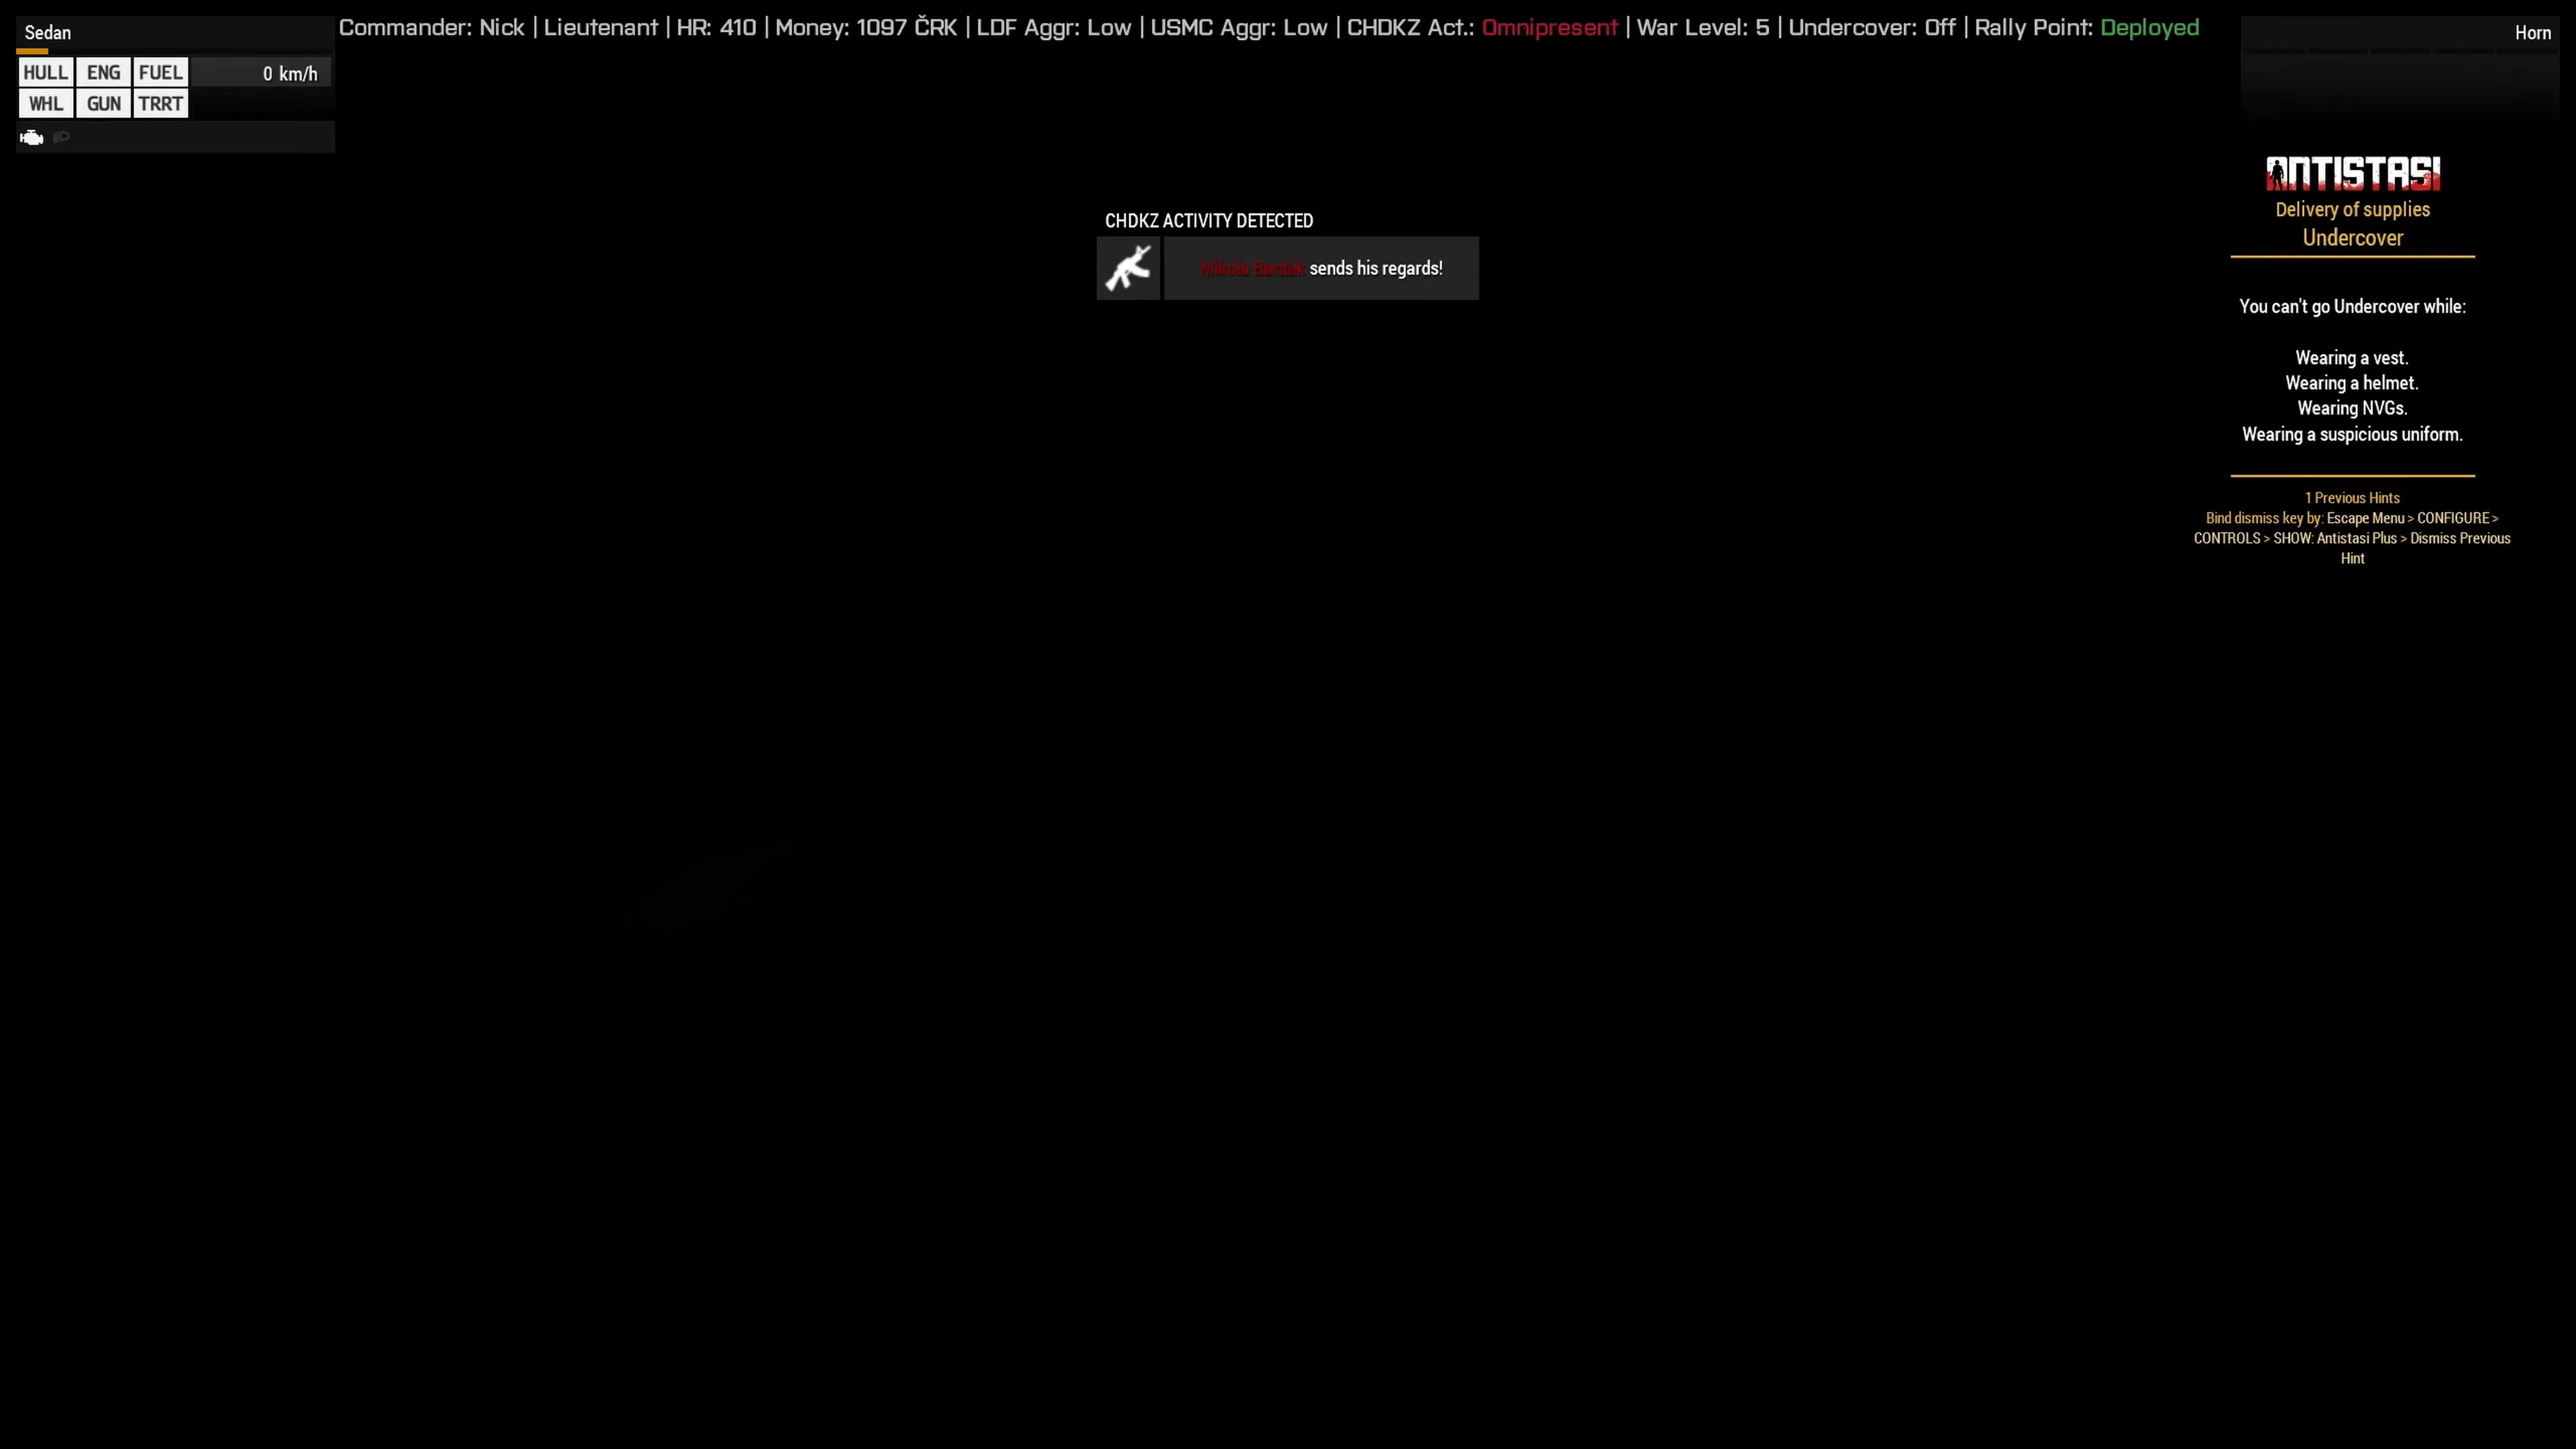 Sedan
HULL ENG FUEL 0 km/h
WHL GUN TRRT
Commander: Nick | Lieutenant | HR: 410 | Money: 1097 ČRK | LDF Aggr: Low | USMC Aggr: Low | CHDKZ Act.: Omnipresent | War Level: 5 | Undercover: Off | Rally Point: Deployed
Horn
CHDKZ ACTIVITY DETECTED
Mikola Bardak sends his regards!
ANTISTASI
Delivery of supplies
Undercover
You can't go Undercover while:
Wearing a vest.
Wearing a helmet.
Wearing NVGs.
Wearing a suspicious uniform.
1 Previous Hints
Bind dismiss key by: Escape Menu > CONFIGURE >
CONTROLS > SHOW: Antistasi Plus > Dismiss Previous
Hint